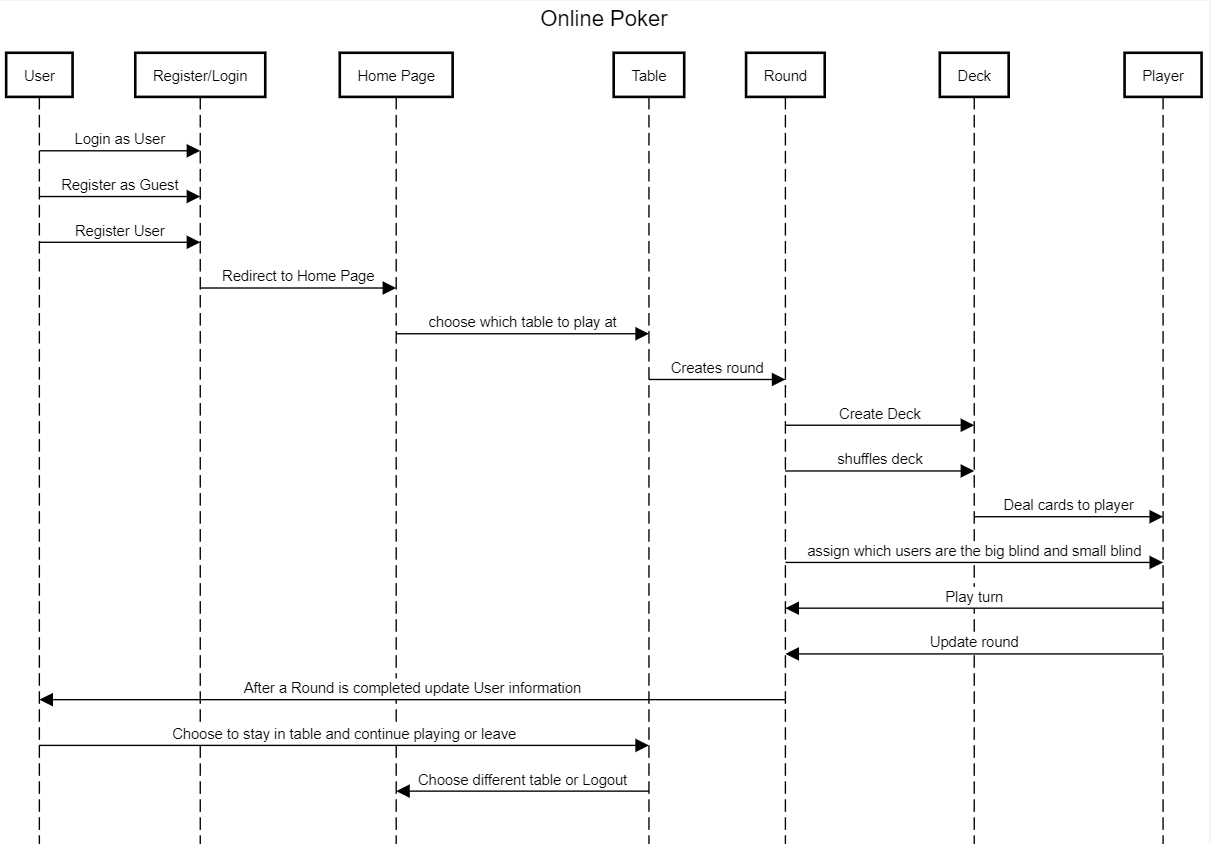 Online Poker
User
Register/Login
Home Page
Table
Round
Deck
Player
Login as User
Register as Guest
Register User
Redirect to Home Page
choose which table to play at
Creates round
Create Deck
shuffles deck
Deal cards to player
assign which users are the big blind and small blind
Play turn
Update round
After a Round is completed update User information
Choose to stay in table and continue playing or leave
Choose different table or Logout